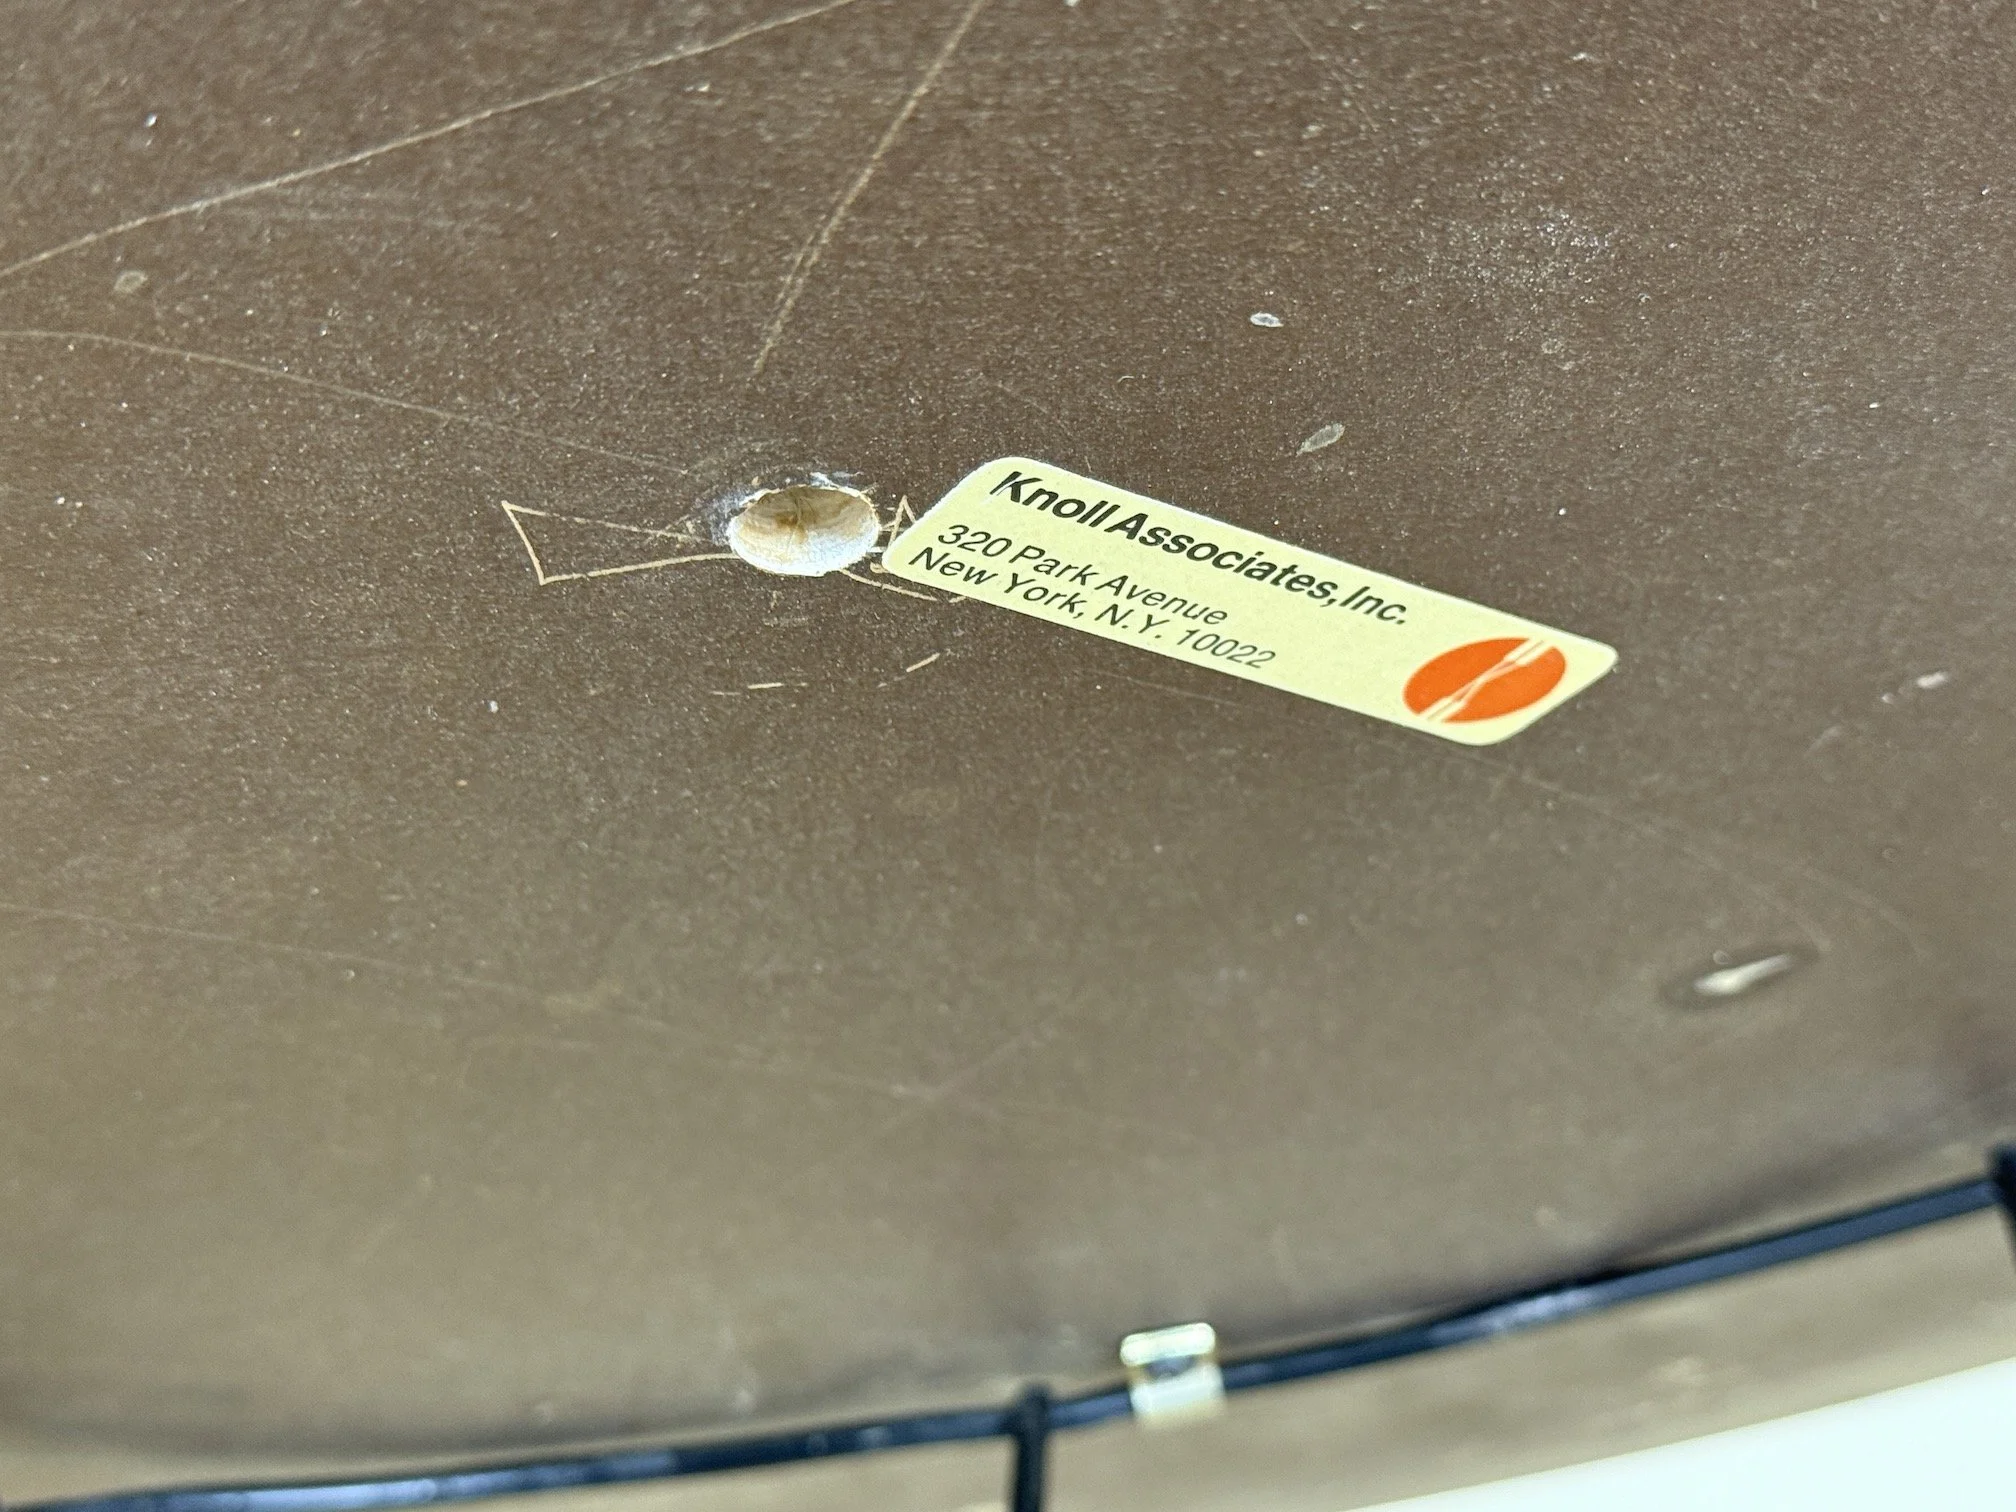 Knoll Associates, Inc.
320 Park Avenue
New York, N.Y. 10022